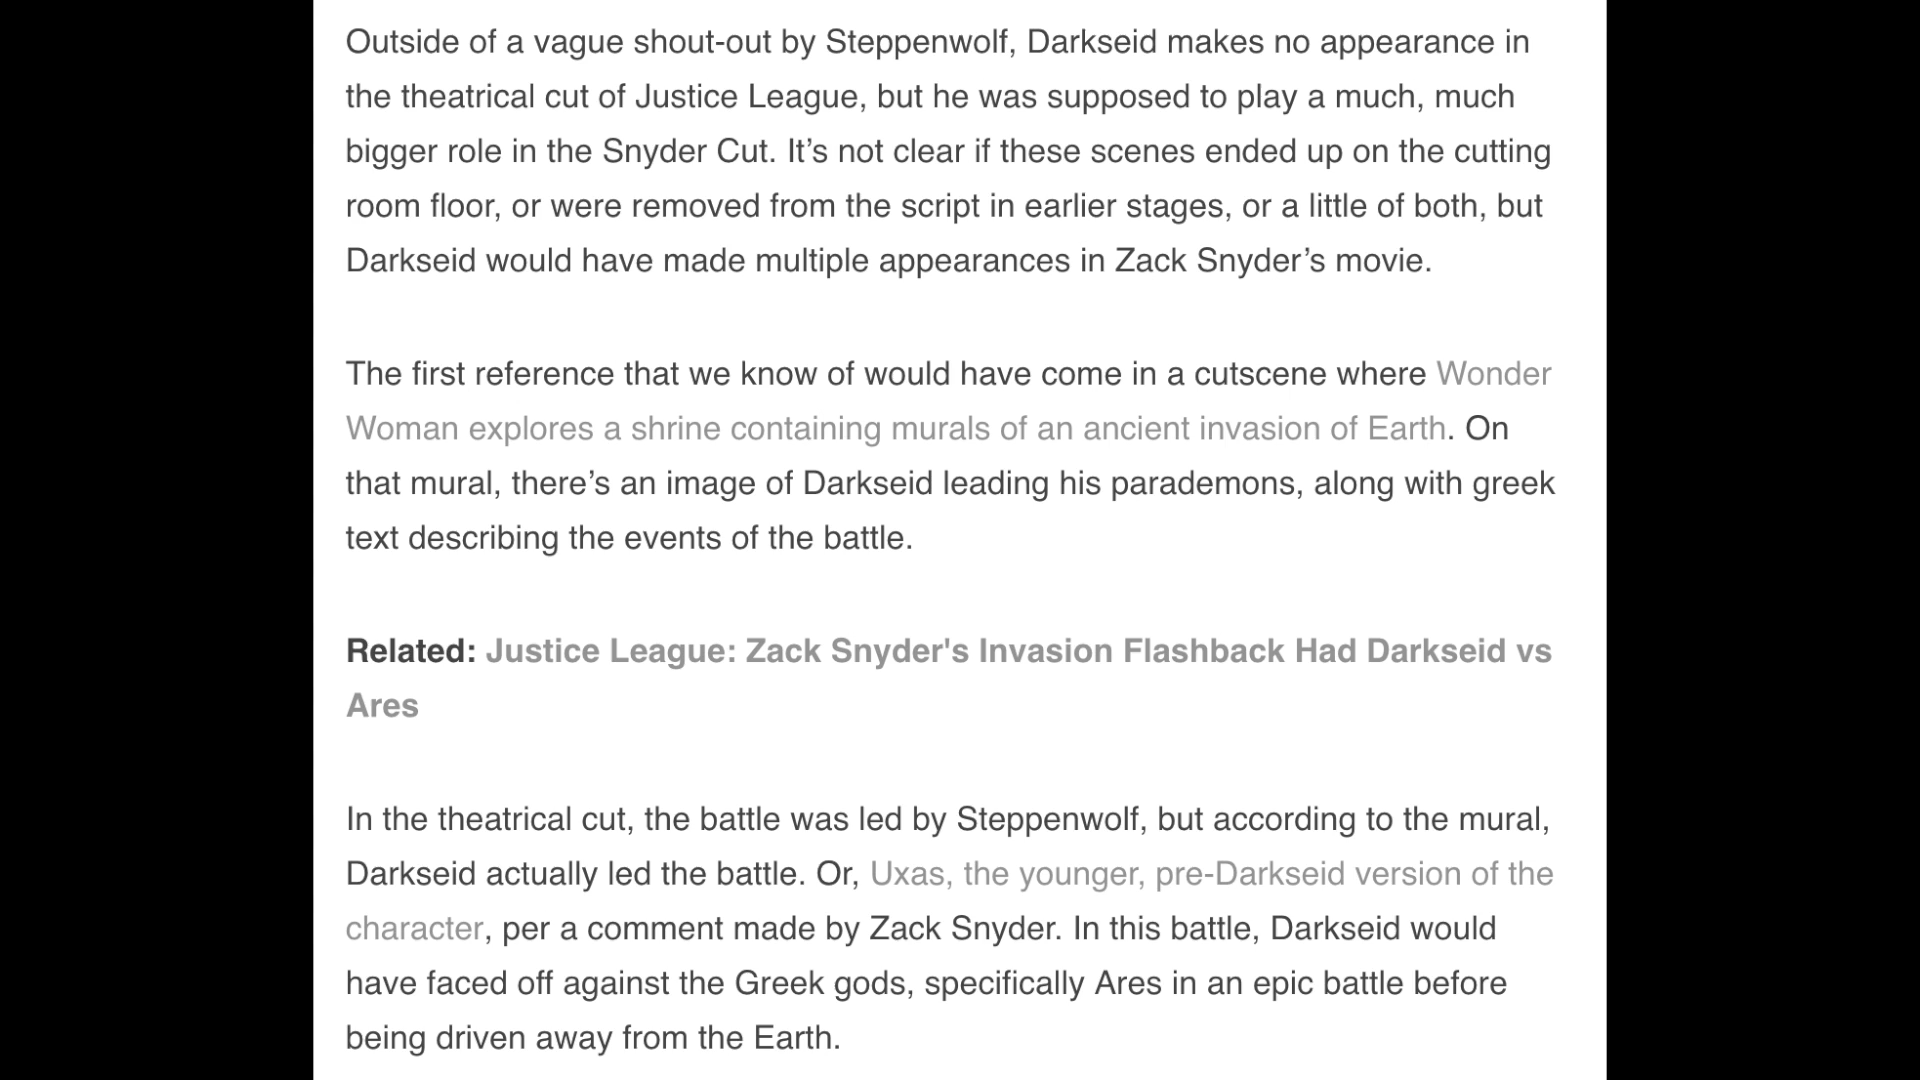 Outside of a vague shout-out by Steppenwolf, Darkseid makes no appearance in
the theatrical cut of Justice League, but he was supposed to play a much, much
bigger role in the Snyder Cut. It’s not clear if these scenes ended up on the cutting
room floor, or were removed from the script in earlier stages, or a little of both, but
Darkseid would have made multiple appearances in Zack Snyder’s movie.
The first reference that we know of would have come in a cutscene where Wonder
Woman explores a shrine containing murals of an ancient invasion of Earth. On
that mural, there’s an image of Darkseid leading his parademons, along with greek
text describing the events of the battle.
Related: Justice League: Zack Snyder's Invasion Flashback Had Darkseid vs
Ares
In the theatrical cut, the battle was led by Steppenwolf, but according to the mural,
Darkseid actually led the battle. Or, Uxas, the younger, pre-Darkseid version of the
character, per a comment made by Zack Snyder. In this battle, Darkseid would
have faced off against the Greek gods, specifically Ares in an epic battle before
being driven away from the Earth.